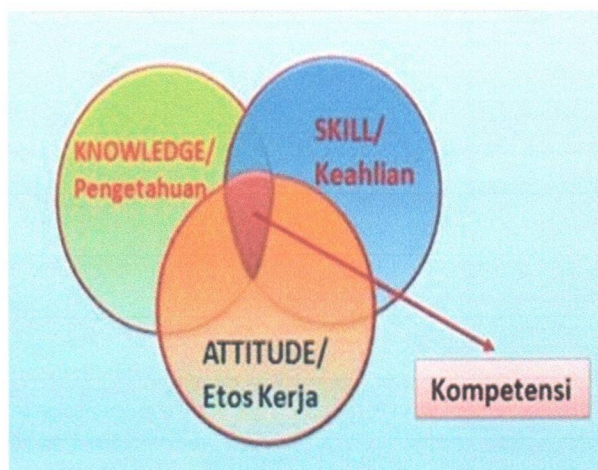 KNOWLEDGE/
Pengetahuan
SKILL/
Keahlian
ATTITUDE/
Etos Kerja
Kompetensi